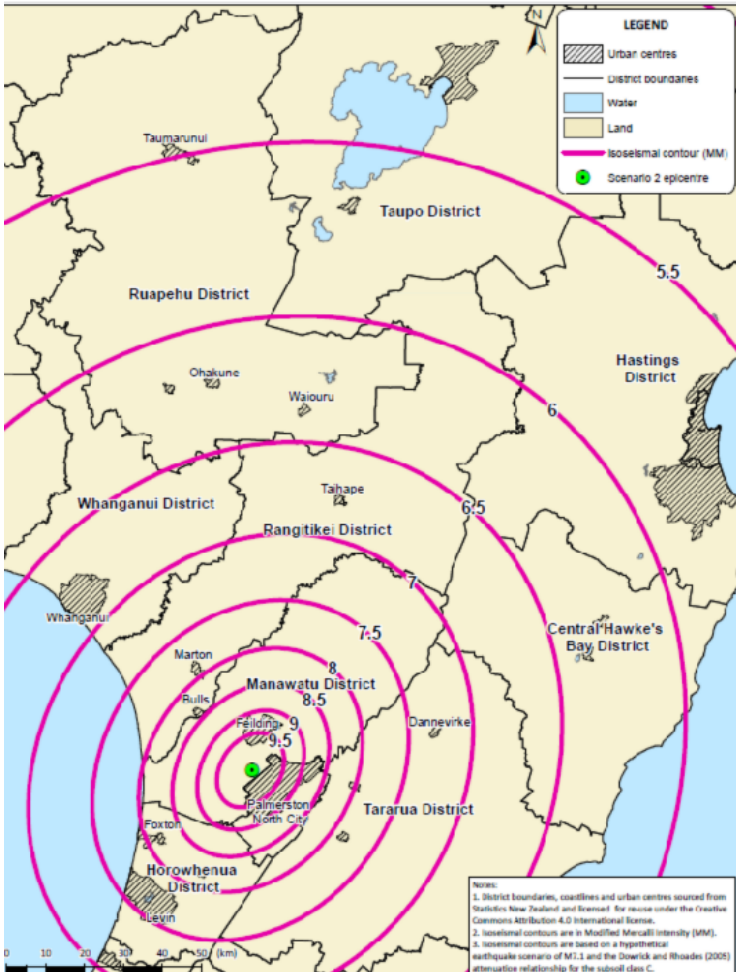 N
LEGEND
Urban centres
District boundaries
Water
Land
Isoseismal contour (MM)
Scenario 2 epicentre
Taumarunui
Taupo District
5.5
Ruapehu District
Hastings
District
Ohakune
Waiouru
6
Taihape
Whanganui District
6.5
Rangitikei District
7
Whanganui
7.5
Central Hawke's
Bay District
Marton
8
Manawatu District
Bulls
8.5
Feilding
9
Dannevirke
9.5
Palmerston
North City
Tararua District
Foxton
Horowhenua
District
Levin
0 10 20 30 40 50 (km)
Notes:
1. District boundaries, coastlines and urban centres sourced from
Statistics New Zealand and licensed for reuse under the Creative
Commons Attribution 4.0 International license.
2. Isoseismal contours are in Modified Mercalli Intensity (MM).
3. Isoseismal contours are based on a hypothetical
earthquake scenario of M7.1 and the Dowrick and Rhoades (2005)
attenuation relationship for the subsoil class C.